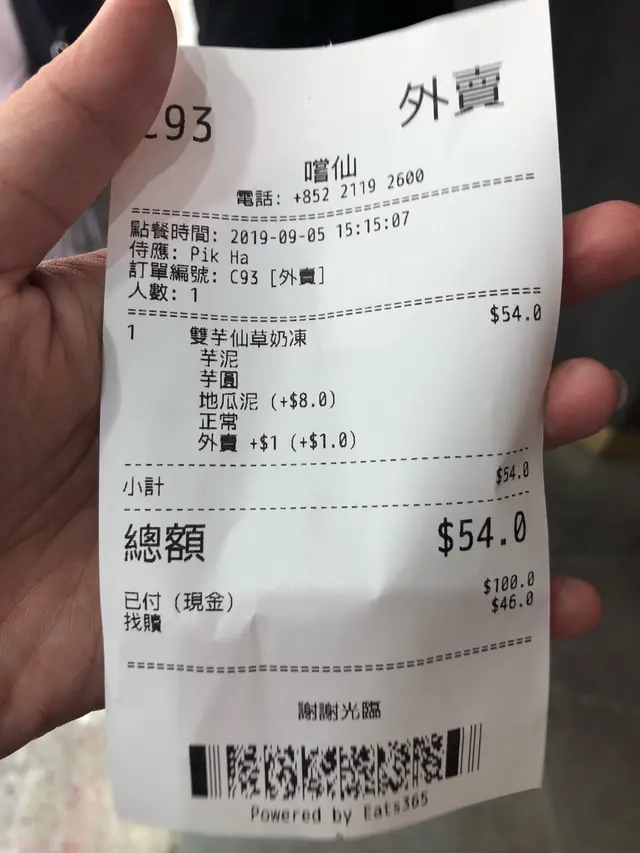 C93
外賣
嚐仙
電話: +852 2119 2600
點餐時間: 2019-09-05 15:15:07
侍應: Pik Ha
訂單編號: C93 [外賣]
人數: 1
1 雙芋仙草奶凍 $54.0
芋泥
芋圓
地瓜泥 (+$8.0)
正常
外賣 +$1 (+$1.0)
小計 $54.0
總額 $54.0
已付 (現金) $100.0
找贖 $46.0
謝謝光臨
Powered by Eats365